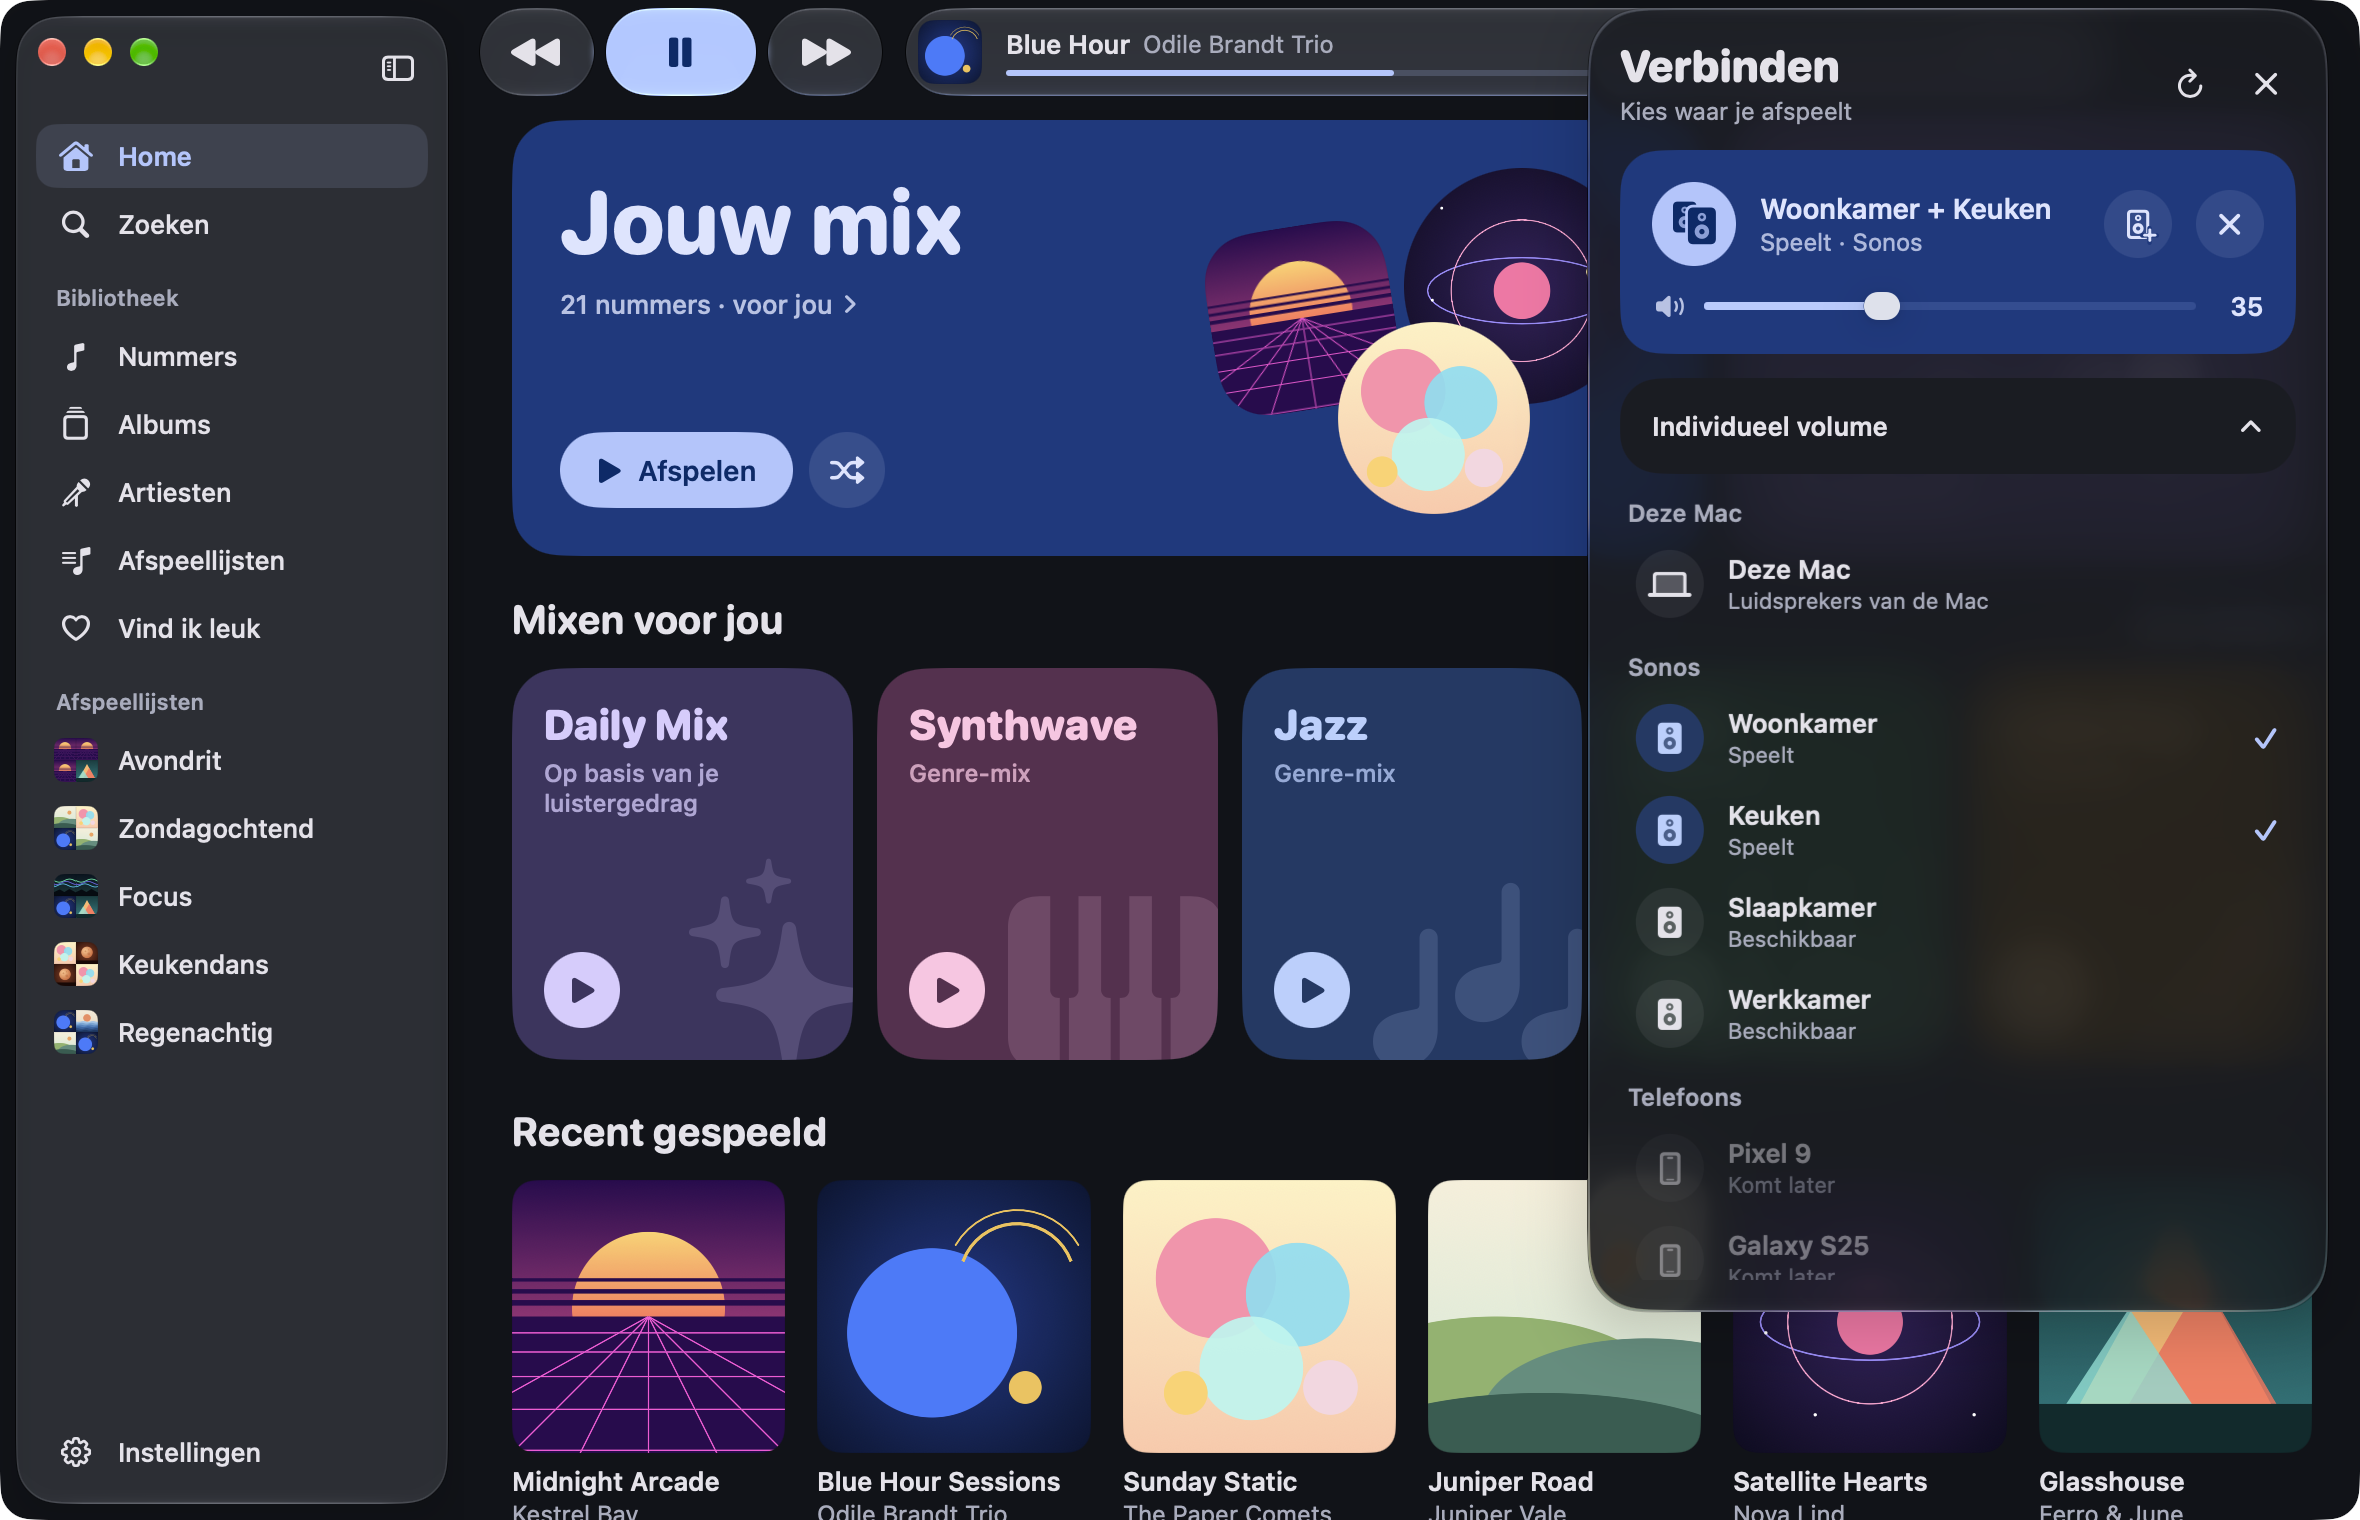 Home
Zoeken
Bibliotheek
Nummers
Albums
Artiesten
Afspeellijsten
Vind ik leuk
Afspeellijsten
Avondrit
Zondagochtend
Focus
Keukendans
Regenachtig
Instellingen
Blue Hour Odile Brandt Trio
Jouw mix
21 nummers · voor jou
Afspelen
Mixen voor jou
Daily Mix
Op basis van je
luistergedrag
Synthwave
Genre-mix
Jazz
Genre-mix
Recent gespeeld
Midnight Arcade
Kestrel Bay
Blue Hour Sessions
Odile Brandt Trio
Sunday Static
The Paper Comets
Juniper Road
Juniper Vale
Satellite Hearts
Nova Lind
Glasshouse
Ferro & June
Verbinden
Kies waar je afspeelt
Woonkamer + Keuken
Speelt · Sonos
35
Individueel volume
Deze Mac
Deze Mac
Luidsprekers van de Mac
Sonos
Woonkamer
Speelt
Keuken
Speelt
Slaapkamer
Beschikbaar
Werkkamer
Beschikbaar
Telefoons
Pixel 9
Komt later
Galaxy S25
Komt later